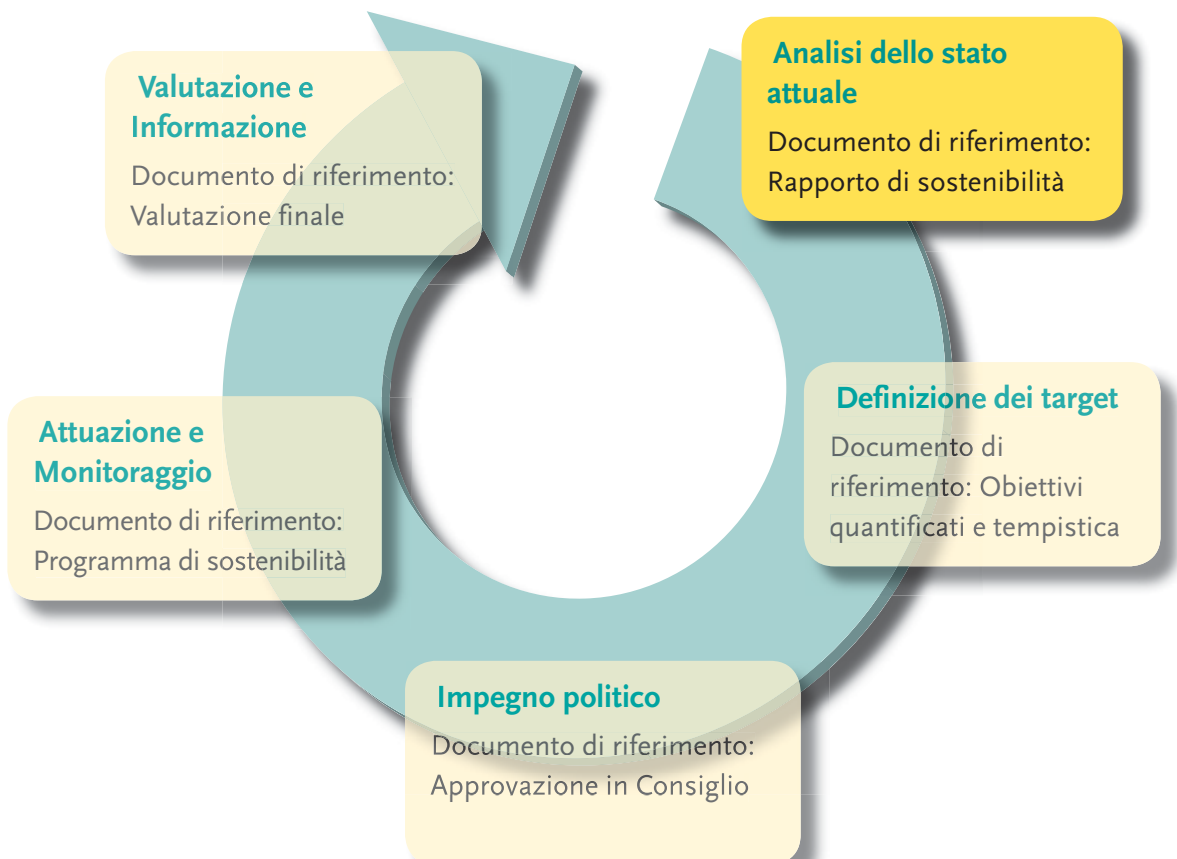 Analisi dello stato
attuale
Documento di riferimento:
Rapporto di sostenibilità
Definizione dei target
Documento di
riferimento: Obiettivi
quantificati e tempistica
Impegno politico
Documento di riferimento:
Approvazione in Consiglio
Attuazione e
Monitoraggio
Documento di riferimento:
Programma di sostenibilità
Valutazione e
Informazione
Documento di riferimento:
Valutazione finale